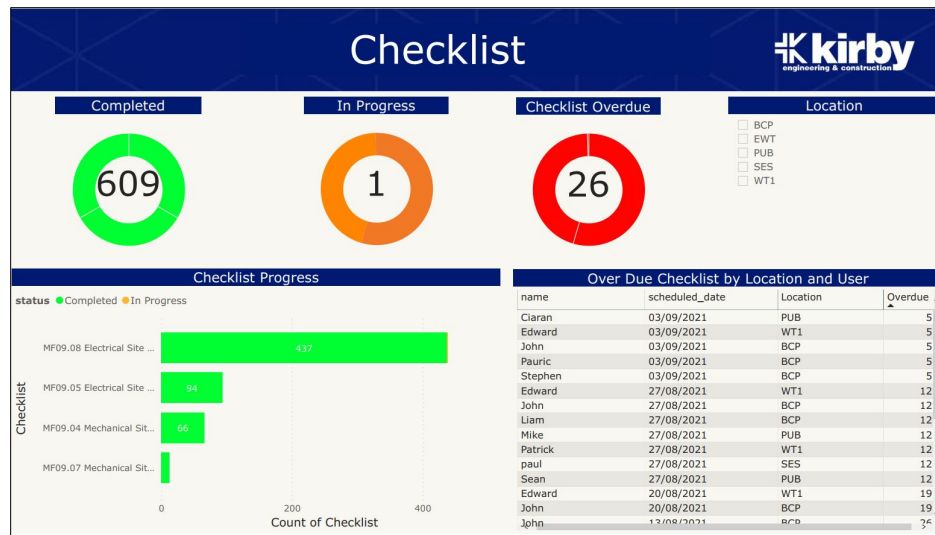 Checklist
kirby
engineering & construction
Completed
In Progress
Checklist Overdue
Location
609
1
26
BCP
EWT
PUB
SES
WT1
Checklist Progress
status Completed In Progress
Checklist
MF09.08 Electrical Site ...
437
MF09.05 Electrical Site ...
94
MF09.04 Mechanical Sit...
66
MF09.07 Mechanical Sit...
0 200 400
Count of Checklist
Over Due Checklist by Location and User
name scheduled_date Location Overdue
Ciaran 03/09/2021 PUB 5
Edward 03/09/2021 WT1 5
John 03/09/2021 BCP 5
Pauric 03/09/2021 BCP 5
Stephen 03/09/2021 BCP 5
Edward 27/08/2021 WT1 12
John 27/08/2021 BCP 12
Liam 27/08/2021 BCP 12
Mike 27/08/2021 PUB 12
Patrick 27/08/2021 WT1 12
paul 27/08/2021 SES 12
Sean 27/08/2021 PUB 12
Edward 20/08/2021 WT1 19
John 20/08/2021 BCP 19
John 13/08/2021 BCP 26